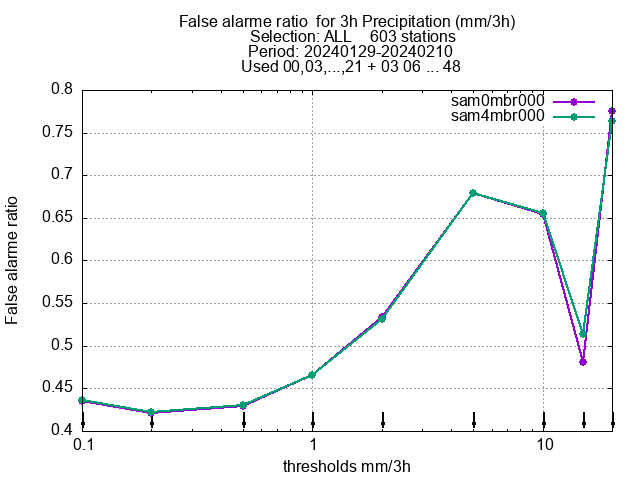 False alarme ratio  for 3h Precipitation (mm/3h)
Selection: ALL    603 stations
Period: 20240129-20240210
Used 00,03,...,21 + 03 06 ... 48
sam0mbr000
sam4mbr000
0.8
0.75
0.7
0.65
0.6
0.55
0.5
0.45
0.4
False alarme ratio
0.1
1
10
thresholds mm/3h